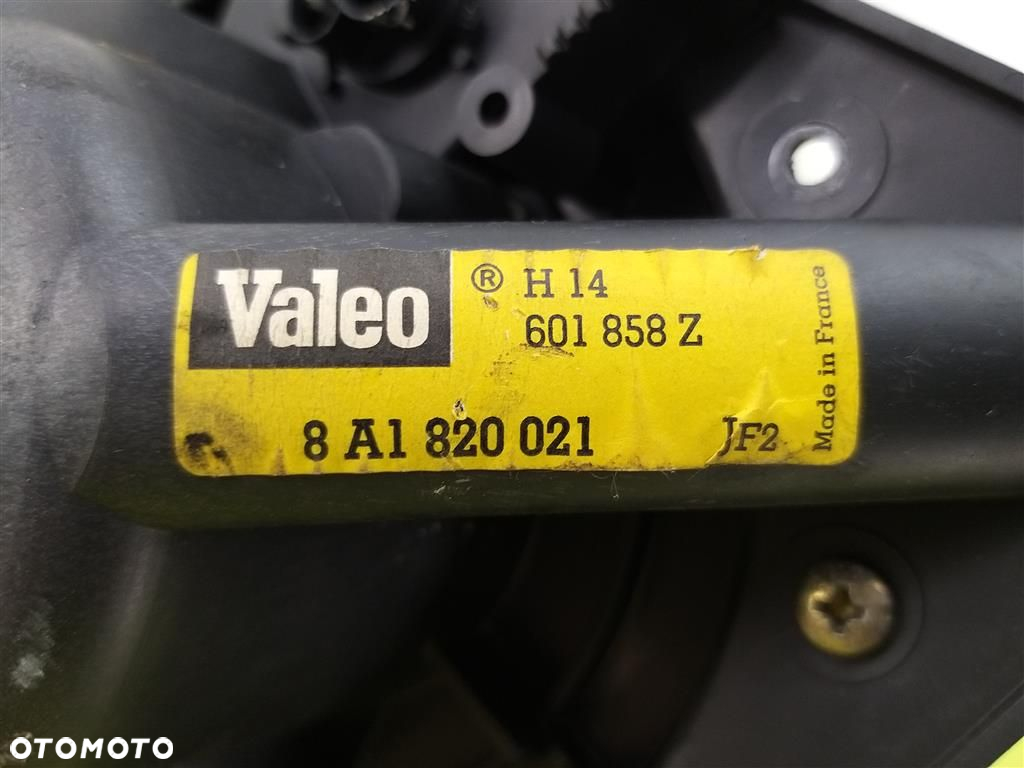 Valeo ® H 14
601 858 Z
8 A1 820 021 JF2
Made in France
OTOMOTO